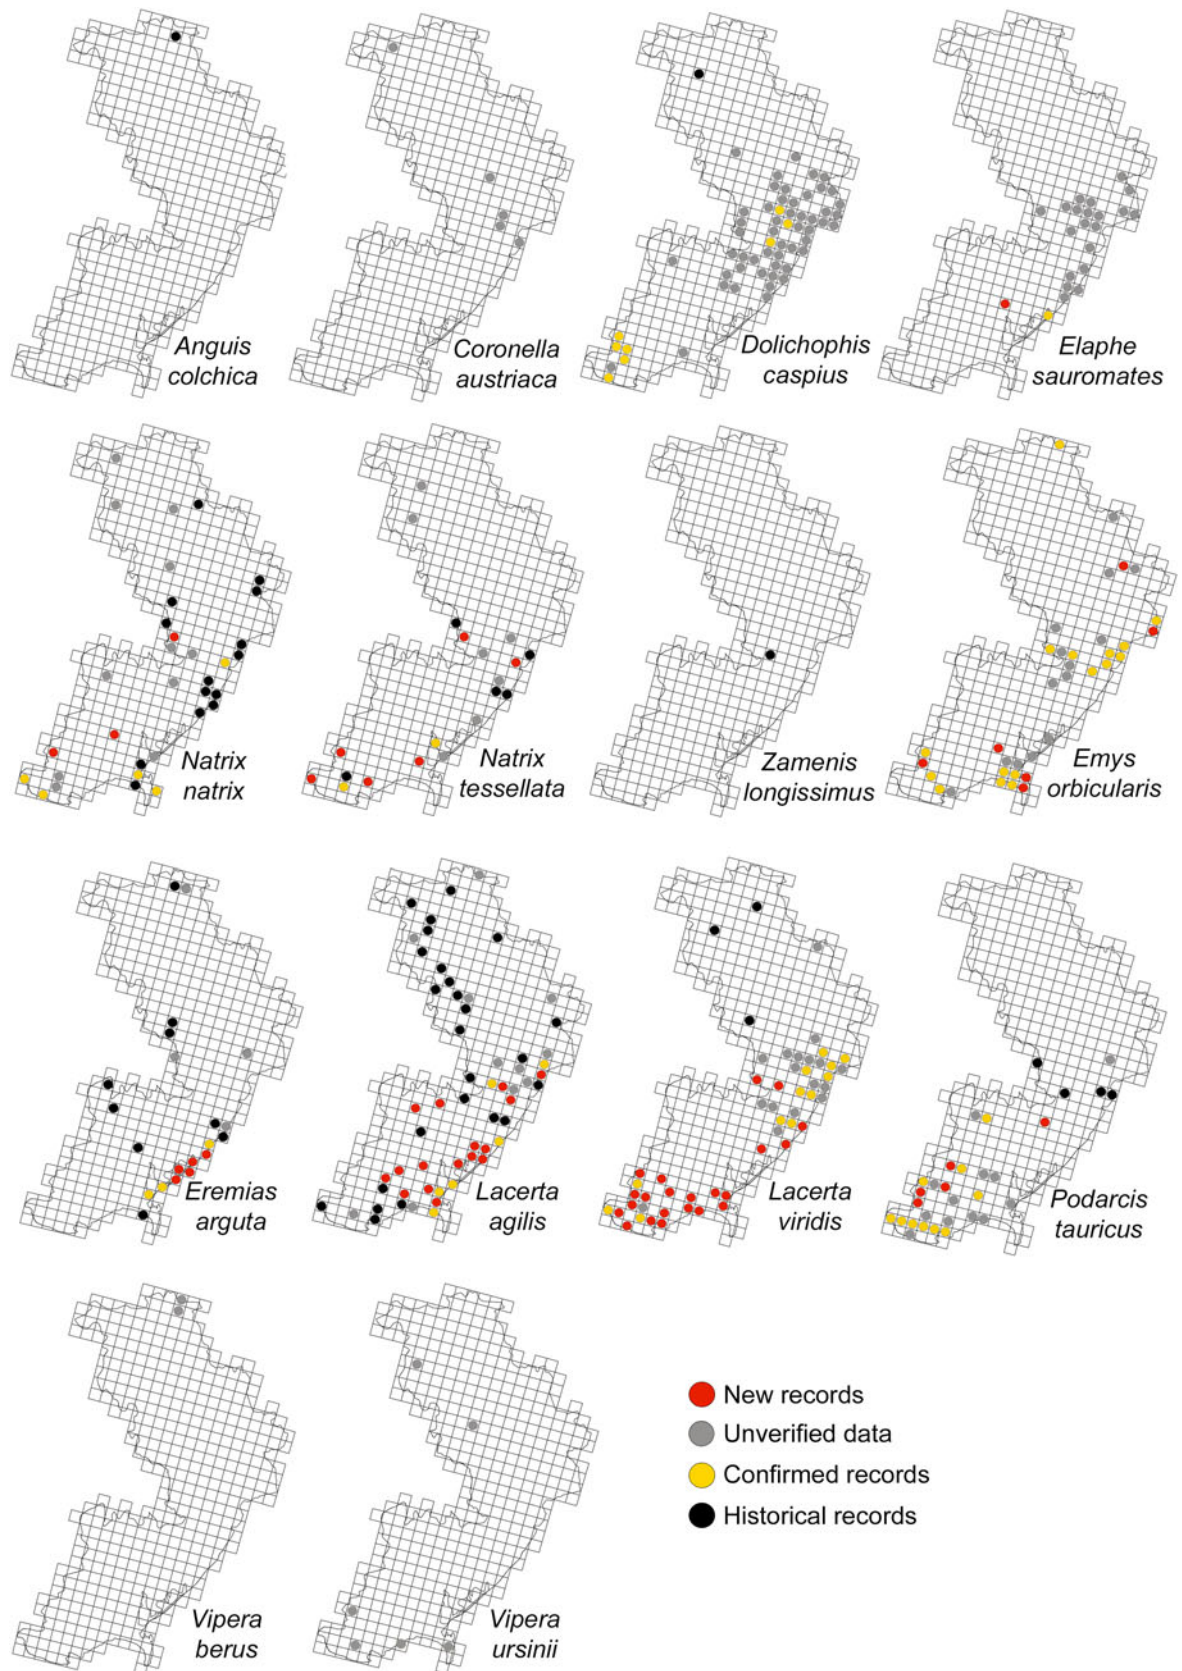 Anguis
colchica
Coronella
austriaca
Dolichophis
caspius
Elaphe
sauromates
Natrix
natrix
Natrix
tessellata
Zamenis
longissimus
Emys
orbicularis
Eremias
arguta
Lacerta
agilis
Lacerta
viridis
Podarcis
tauricus
Vipera
berus
Vipera
ursinii
New records
Unverified data
Confirmed records
Historical records